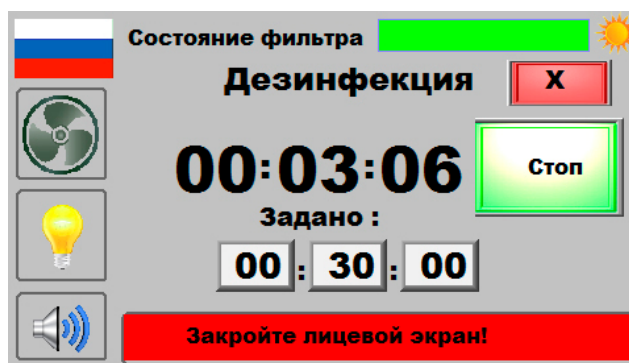 Состояние фильтра
Дезинфекция
X
00:03:06
Стоп
Задано :
00 : 30 : 00
Закройте лицевой экран!